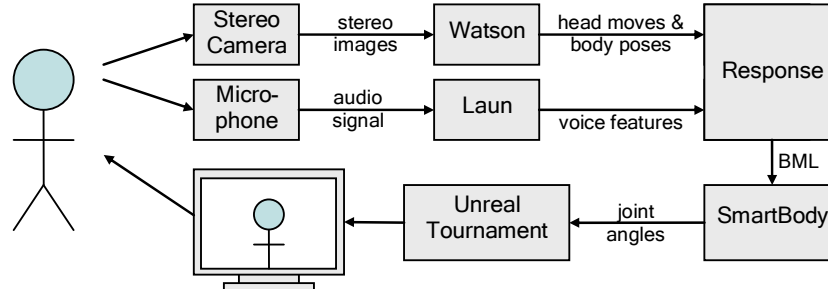 Stereo
Camera
stereo
images
Watson
head moves &
body poses
Response
Micro-
phone
audio
signal
Laun
voice features
BML
Unreal
Tournament
joint
angles
SmartBody